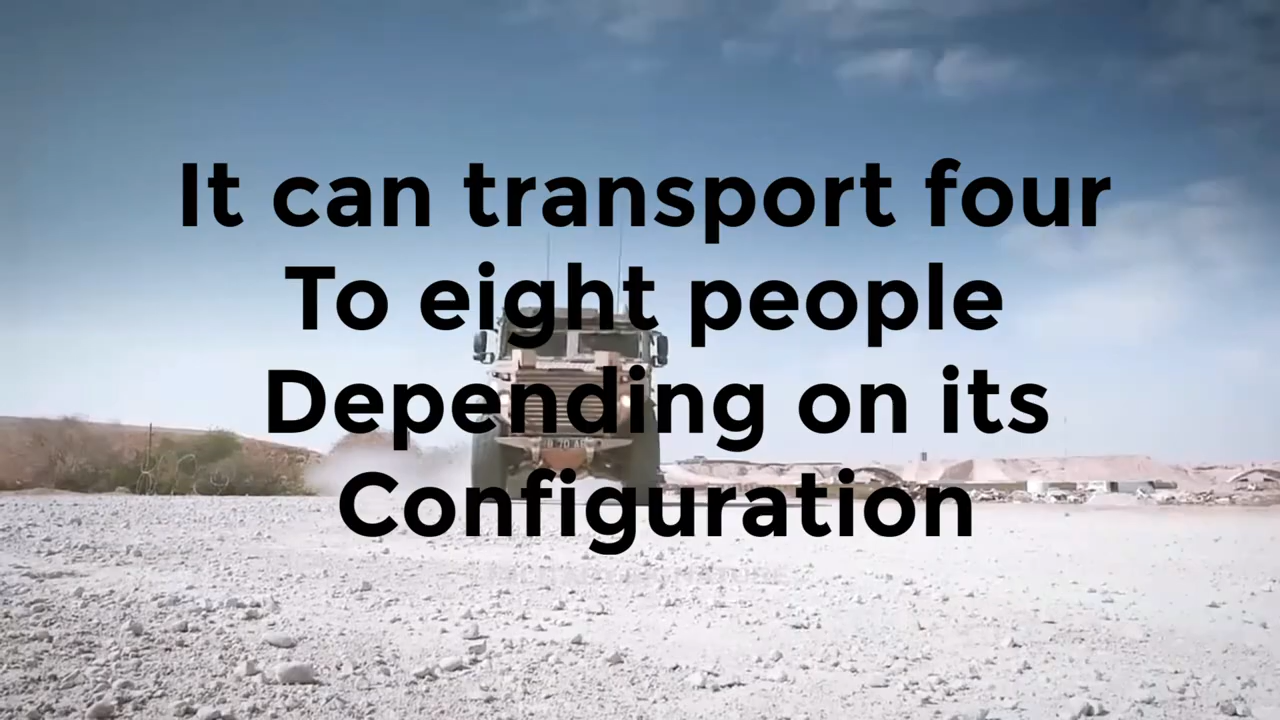 It can transport four
To eight people
Depending on its
Configuration